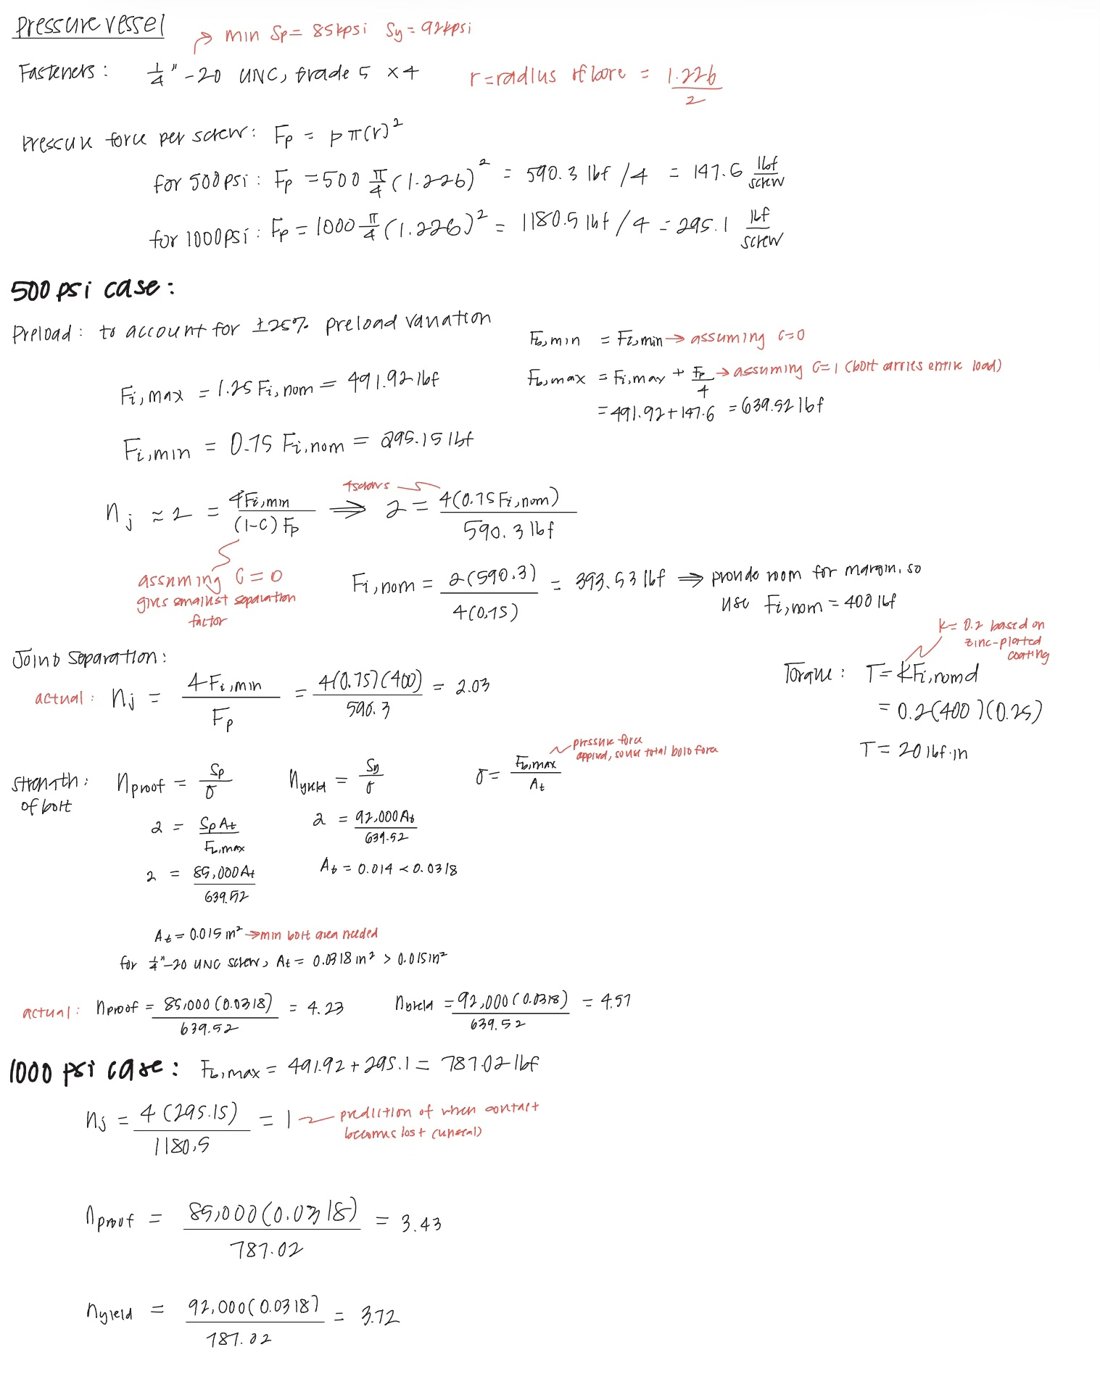 Pressure vessel
min Sp = 85kpsi Sy = 92kpsi
Fasteners: 1/4" -20 UNC, Grade 5 x4
r = radius of bore = 1.226/2
Pressure force per screw: Fp = pπ(r)²
for 500psi: Fp = 500 π/4 (1.226)² = 590.3 lbf /4 = 147.6 lbf/screw
for 1000psi: Fp = 1000 π/4 (1.226)² = 1180.5 lbf /4 = 295.1 lbf/screw
500 psi case:
Preload: to account for ±25% preload variation
Fi,max = 1.25 Fi,nom = 491.92 lbf
Fi,min = 0.75 Fi,nom = 295.15 lbf
Fb,min = Fi,min → assuming C=0
Fb,max = Fi,max + Fp/4 → assuming C=1 (bolt carries entire load)
= 491.92 + 147.6 = 639.52 lbf
nj ≈ 2 = 4Fi,min/(1-C)Fp ⟹ 2 = 4(0.75 Fi,nom)/590.3 lbf
4 screws
assuming C=0
gives smallest separation
factor
Fi,nom = 2(590.3)/4(0.75) = 393.53 lbf ⟹ provide room for margin, so
use Fi,nom = 400 lbf
Joint separation:
actual: nj = 4Fi,min/Fp = 4(0.75)(400)/590.3 = 2.03
k = 0.2 based on
zinc-plated
coating
Torque: T = KFi,nom d
= 0.2(400)(0.25)
T = 20 lbf·in
strength
of bolt
: nproof = Sp/σ
2 = SpAt/Fb,max
2 = 85,000At/639.52
At = 0.015 in² → min bolt area needed
for 1/4"-20 UNC screw, At = 0.0318 in² > 0.015 in²
nyield = Sy/σ
2 = 92,000At/639.52
At = 0.014 < 0.0318
σ = Fb,max/At
pressure force
applied, so use total bolt force
actual: nproof = 85,000(0.0318)/639.52 = 4.23
nyield = 92,000(0.0318)/639.52 = 4.57
1000 psi case: Fb,max = 491.92 + 295.1 = 787.02 lbf
nj = 4(295.15)/1180.5 = 1
prediction of when contact
becomes lost
nproof = 85,000(0.0318)/787.02 = 3.43
nyield = 92,000(0.0318)/787.02 = 3.72